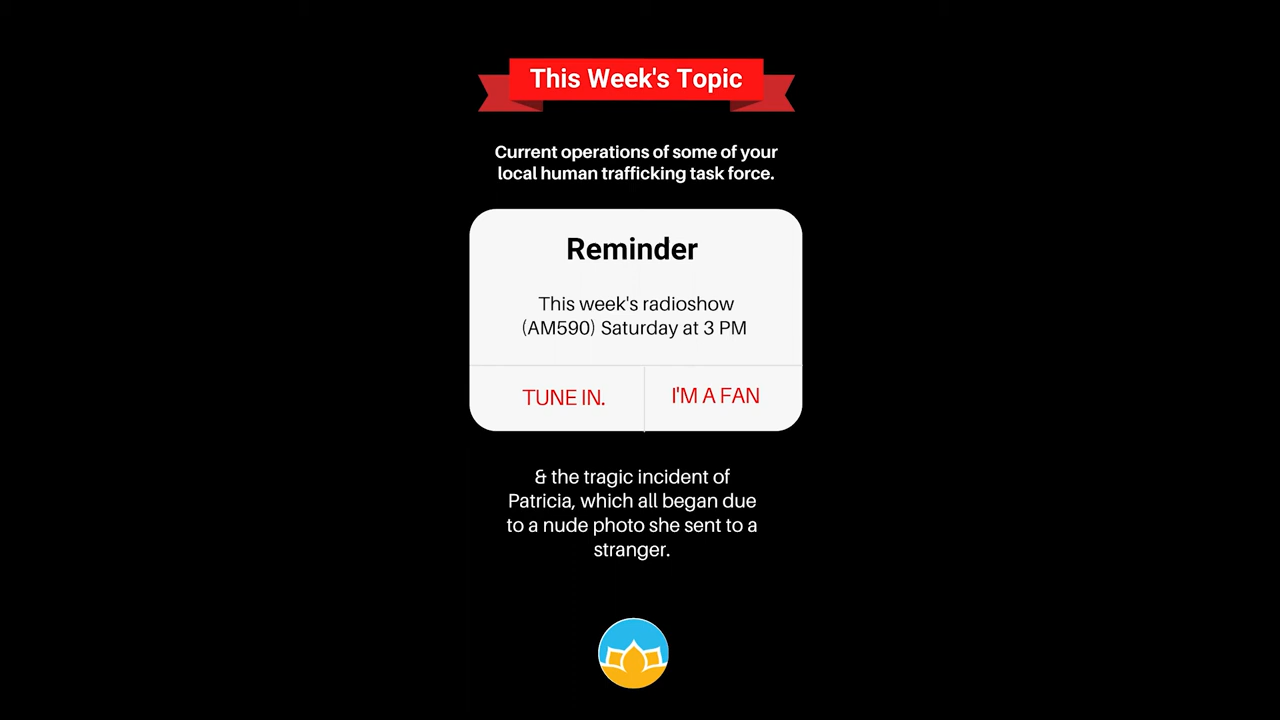 This Week's Topic
Current operations of some of your
local human trafficking task force.
Reminder
This week's radioshow
(AM590) Saturday at 3 PM
TUNE IN.
I'M A FAN
& the tragic incident of
Patricia, which all began due
to a nude photo she sent to a
stranger.